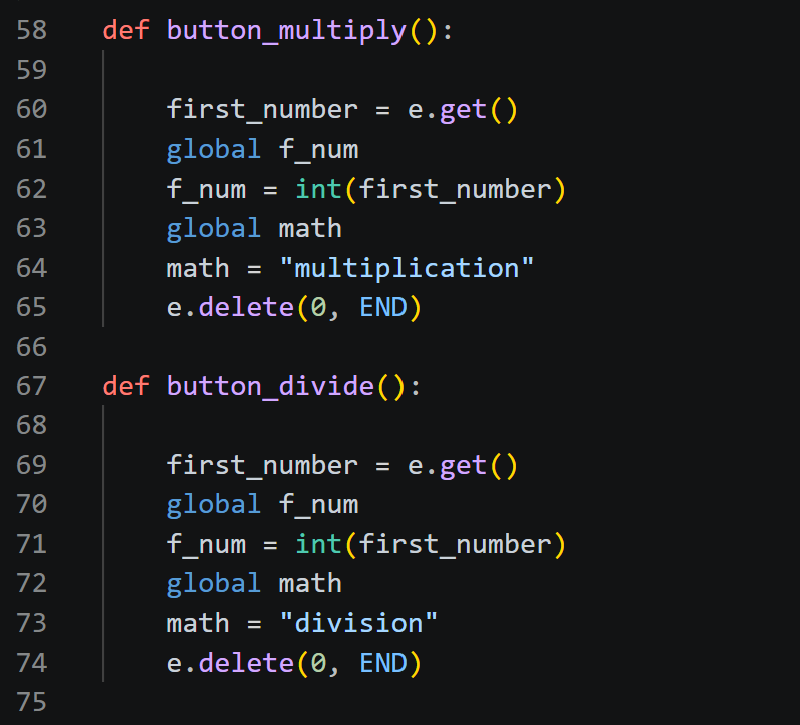 58 def button_multiply():
59
60     first_number = e.get()
61     global f_num
62     f_num = int(first_number)
63     global math
64     math = "multiplication"
65     e.delete(0, END)
66
67 def button_divide():
68
69     first_number = e.get()
70     global f_num
71     f_num = int(first_number)
72     global math
73     math = "division"
74     e.delete(0, END)
75